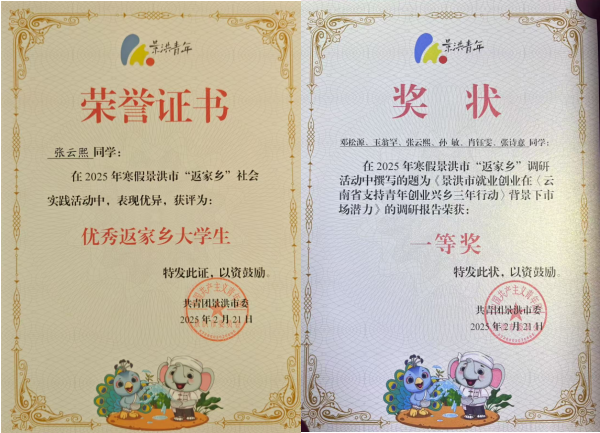 景洪青年
荣誉证书
张云熙 同学：
在 2025 年寒假景洪市“返家乡”社会
实践活动中，表现优异，获评为：
优秀返家乡大学生
特发此证，以资鼓励。
共青团景洪市委
2025 年 2 月 21 日
景洪青年
奖 状
邓松源、玉翁罕、张云熙、孙 敏、肖钰雯、张诗意 同学：
在 2025 年寒假景洪市“返家乡”调研
活动中撰写的题为《景洪市就业创业在《云
南省支持青年创业兴乡三年行动》背景下市
场潜力》的调研报告荣获：
一等奖
特发此状，以资鼓励。
共青团景洪市委
2025 年 2 月 21 日